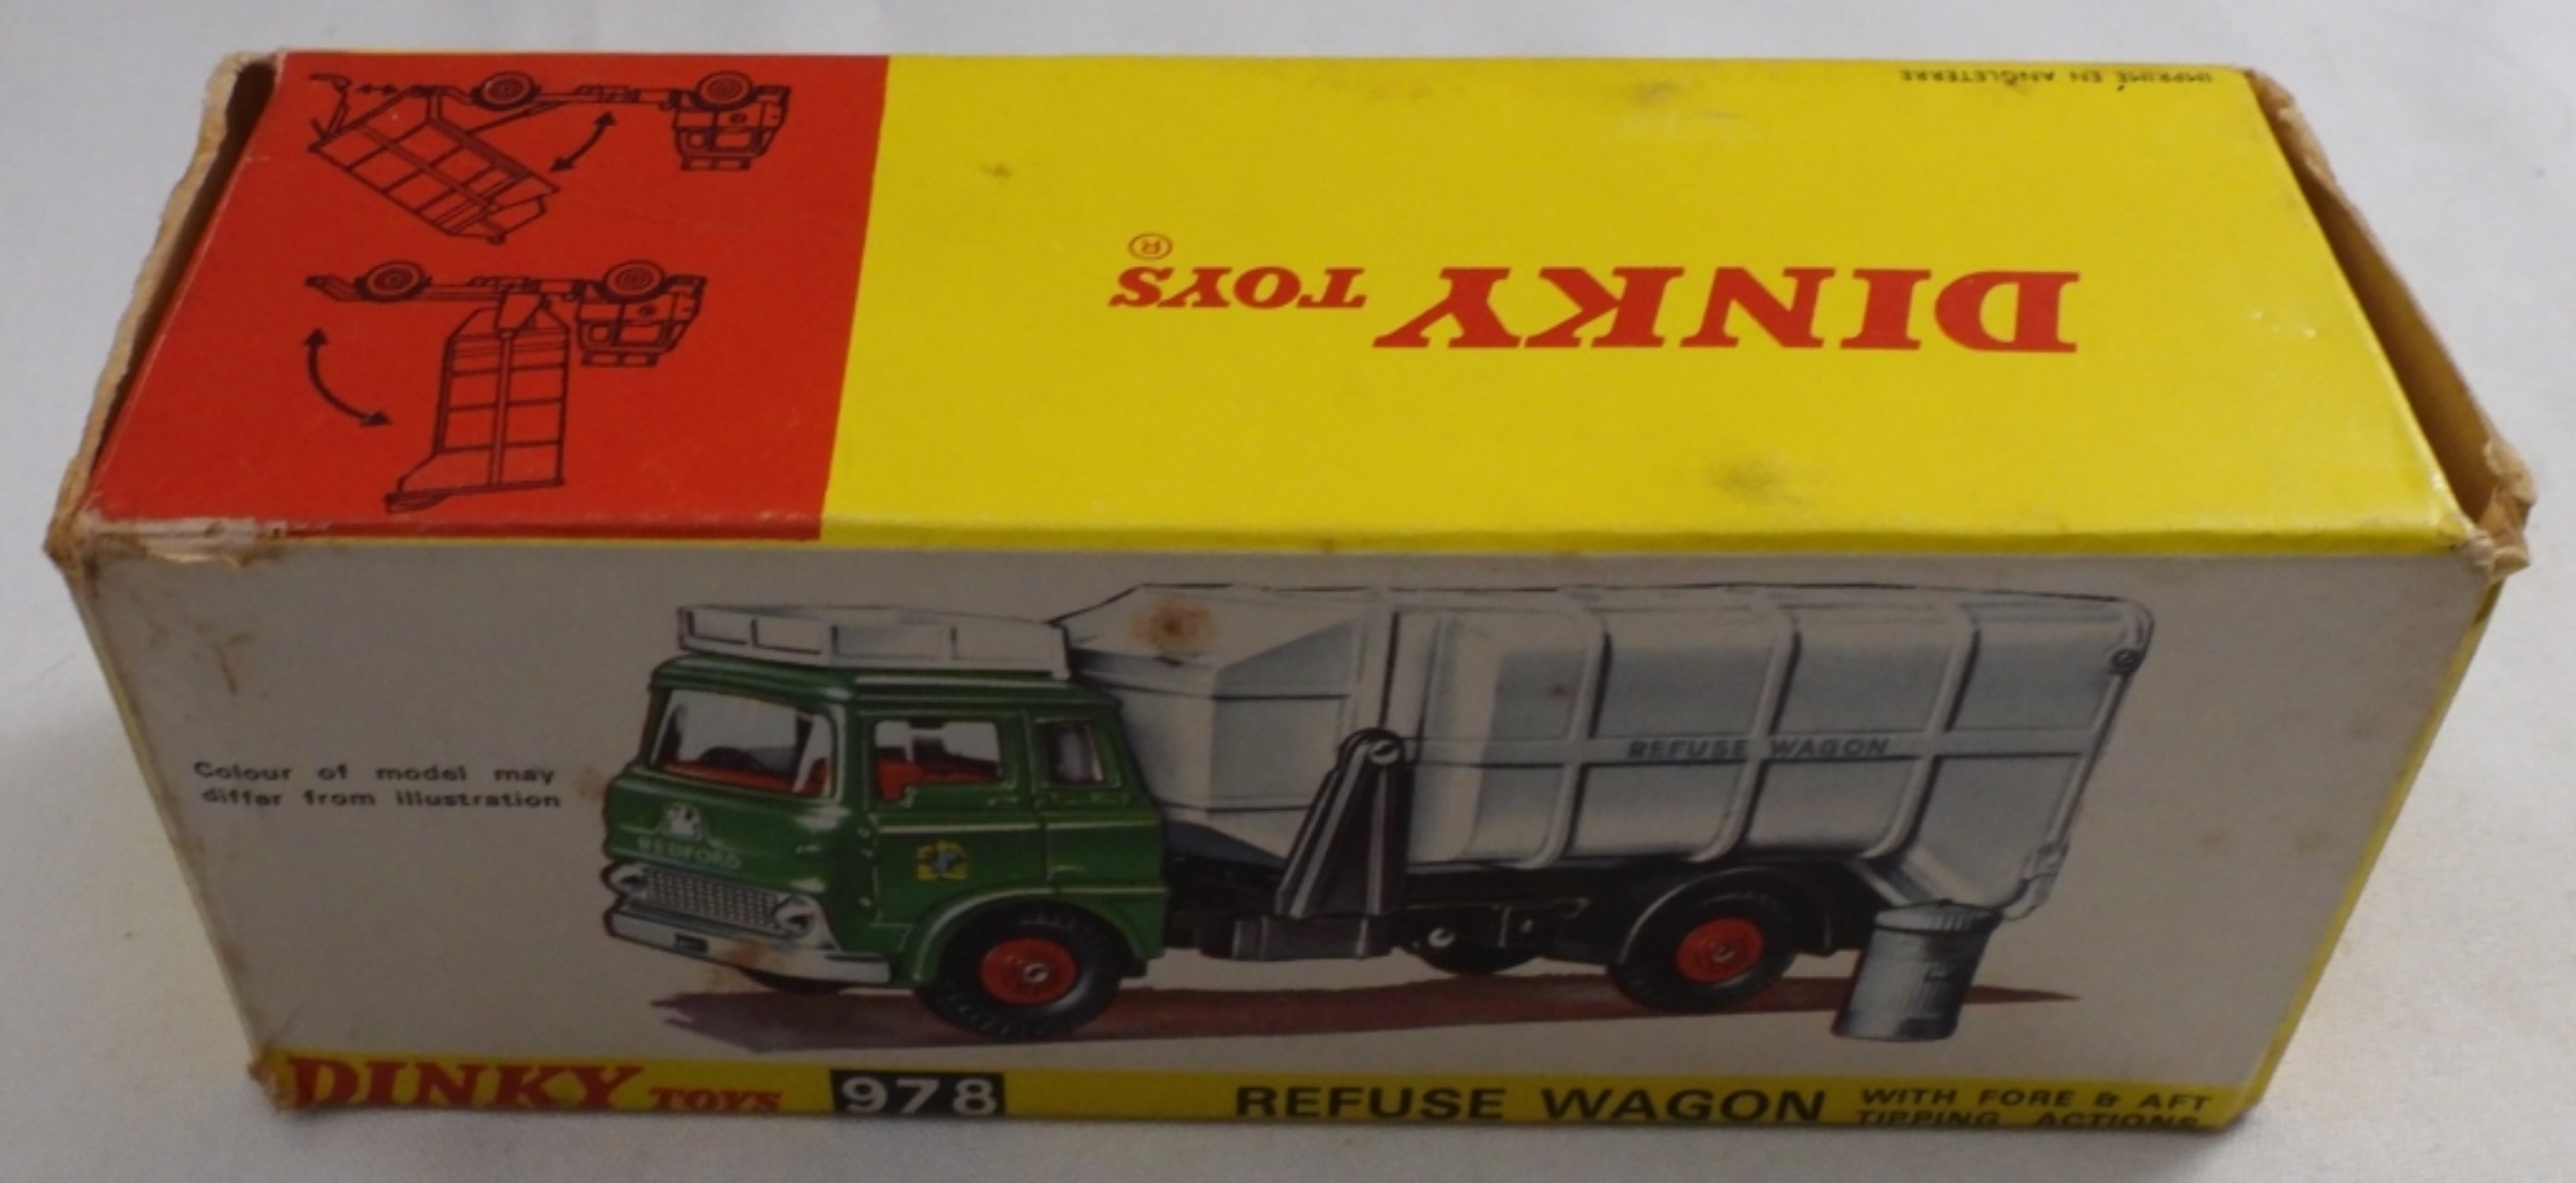 IMPRIMÉ EN ANGLETERRE
DINKY TOYS®
Colour of model may
differ from illustration
REFUSE WAGON
BEDFORD
DINKY TOYS 978 REFUSE WAGON WITH FORE & AFT
TIPPING ACTIONS